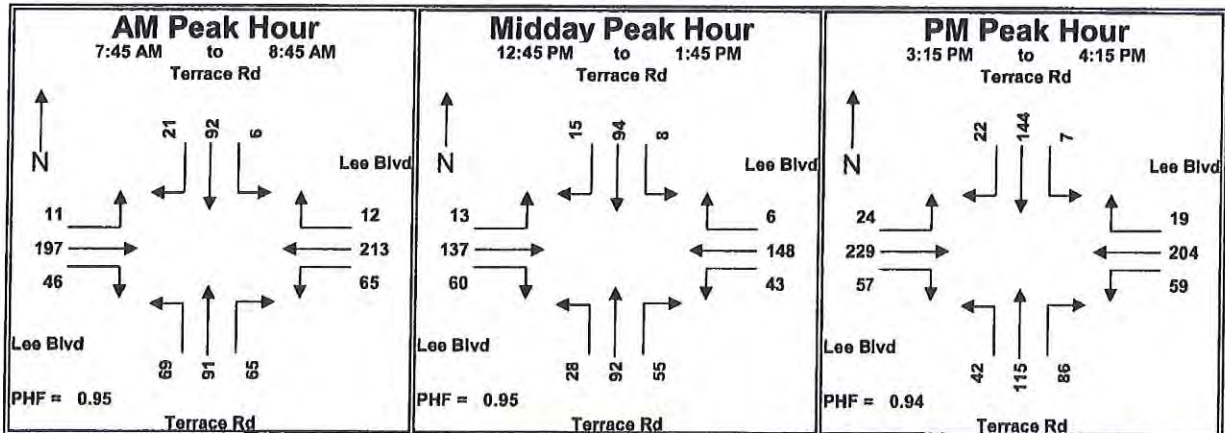 AM Peak Hour
7:45 AM to 8:45 AM
Terrace Rd
21 92 6
N
Lee Blvd
11 12
197 213
46 65
Lee Blvd
69 91 65
PHF = 0.95
Terrace Rd
Midday Peak Hour
12:45 PM to 1:45 PM
Terrace Rd
15 94 8
N
Lee Blvd
13 6
137 148
60 43
Lee Blvd
28 92 55
PHF = 0.95
Terrace Rd
PM Peak Hour
3:15 PM to 4:15 PM
Terrace Rd
22 144 7
N
Lee Blvd
24 19
229 204
57 59
Lee Blvd
42 115 86
PHF = 0.94
Terrace Rd